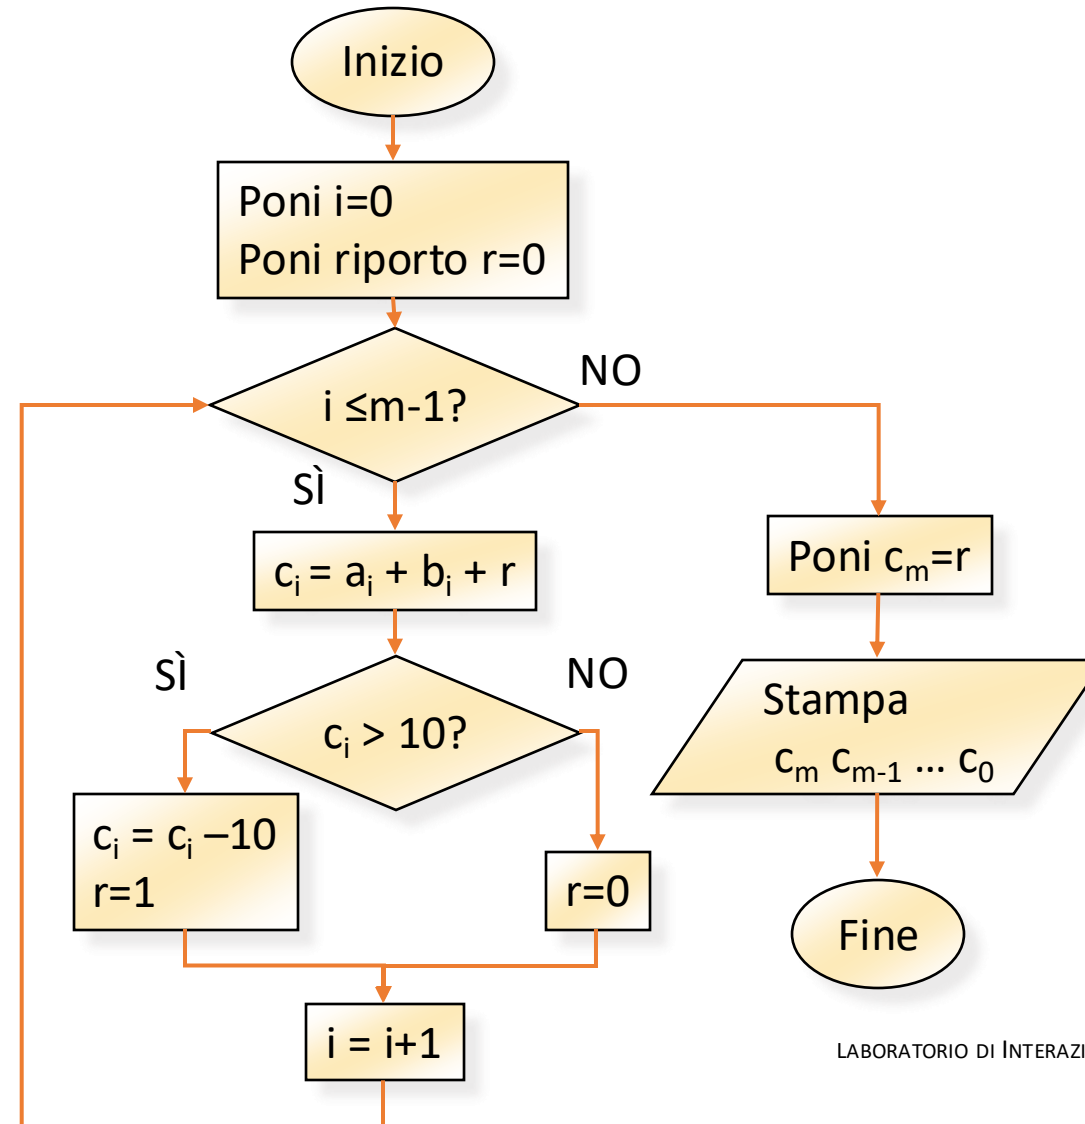 Inizio
Poni i=0
Poni riporto r=0
i ≤m-1?
NO
SÌ
cᵢ = aᵢ + bᵢ + r
SÌ
NO
cᵢ > 10?
cᵢ = cᵢ –10
r=1
r=0
i = i+1
Poni cₘ=r
Stampa
cₘ cₘ₋₁ ... c₀
Fine
LABORATORIO DI INTERAZI